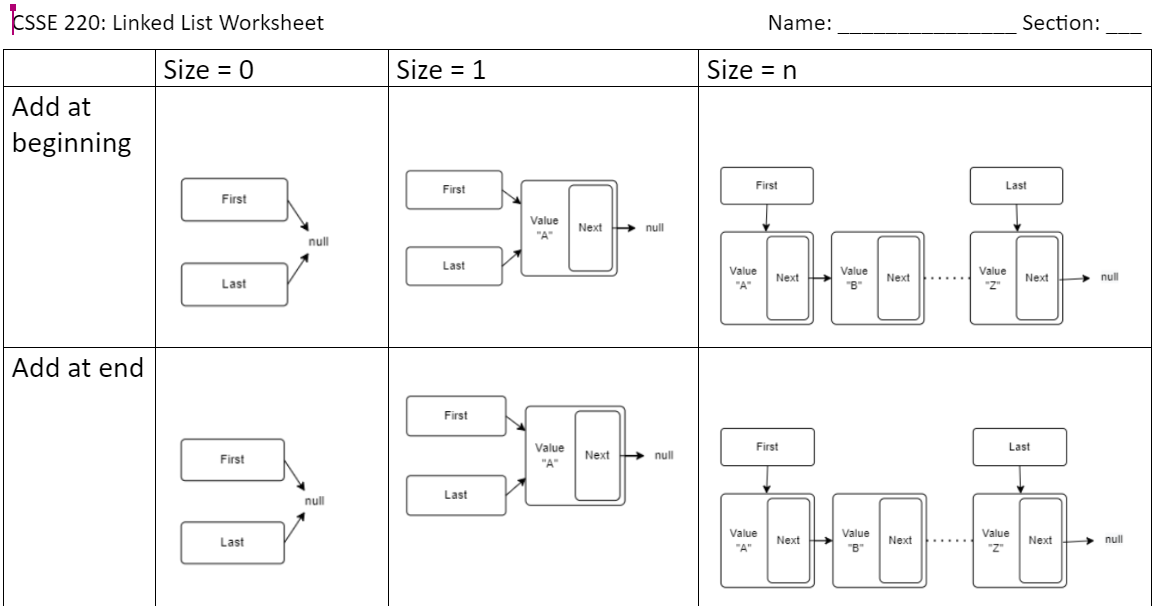 CSSE 220: Linked List Worksheet Name: _______________ Section: ___
Size = 0 Size = 1 Size = n
Add at
beginning
First
Last
null
First
Last
Value
"A"
Next
null
First
Last
Value
"A"
Next
Value
"B"
Next
Value
"Z"
Next
null
Add at end
First
Last
null
First
Last
Value
"A"
Next
null
First
Last
Value
"A"
Next
Value
"B"
Next
Value
"Z"
Next
null